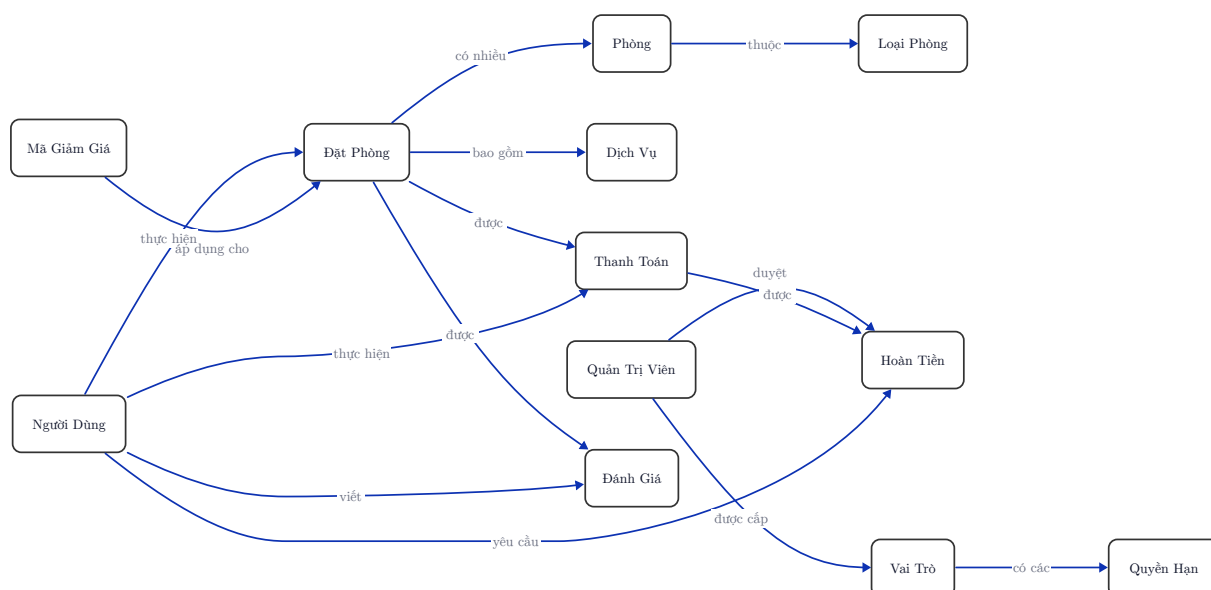 Phòng
thuộc
Loại Phòng
có nhiều
Mã Giảm Giá
Đặt Phòng
bao gồm
Dịch Vụ
được
thực hiện
áp dụng cho
Thanh Toán
duyệt
được
được
thực hiện
Quản Trị Viên
Hoàn Tiền
Người Dùng
Đánh Giá
viết
được cấp
yêu cầu
Vai Trò
có các
Quyền Hạn